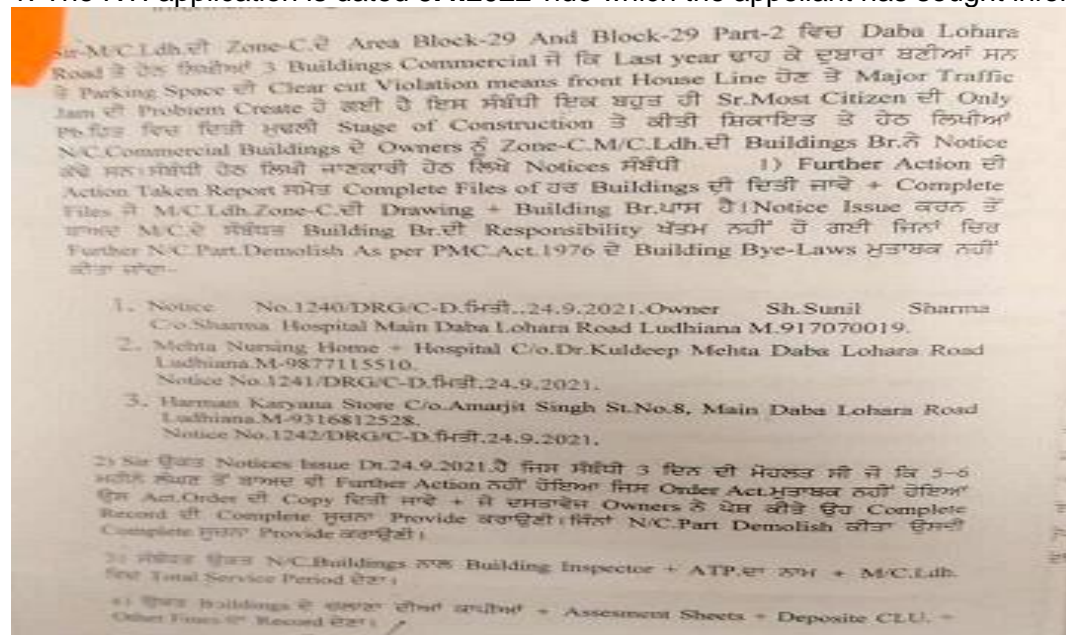 Sir-M/C.Ldh.ਦੀ Zone-C.ਦੇ Area Block-29 And Block-29 Part-2 ਵਿਚ Daba Lohara
Road ਤੇ ਹੇਠ ਲਿਖੀਆਂ 3 Buildings Commercial ਜੋ ਕਿ Last year ਢਾਹ ਕੇ ਦੁਬਾਰਾ ਬਣੀਆਂ ਸਨ
ਤੇ Parking Space ਦੀ Clear cut Violation means front House Line ਹੋਣ ਤੇ Major Traffic
Jam ਦੀ Problem Create ਹੋ ਗਈ ਹੈ ਇਸ ਸੰਬੰਧੀ ਇਕ ਬਹੁਤ ਹੀ Sr.Most Citizen ਦੀ Only
ਹਿਤ ਵਿਚ ਦਿਤੀ ਮਢਲੀ Stage of Construction ਤੇ ਕੀਤੀ ਸ਼ਿਕਾਇਤ ਤੇ ਹੇਠ ਲਿਖੀਆਂ
N/C.Commercial Buildings ਦੇ Owners ਨੂੰ Zone-C.M/C.Ldh.ਦੀ Buildings Br.ਨੇ Notice
ਕੱਢੇ ਸਨ।ਸੰਬੰਧੀ ਹੇਠ ਲਿਖੀ ਜਾਣਕਾਰੀ ਹੇਠ ਲਿਖੇ Notices ਸੰਬੰਧੀ 1) Further Action ਦੀ
Action Taken Report ਸਮੇਤ Complete Files of ਹਰ Buildings ਦੀ ਦਿਤੀ ਜਾਵੇ + Complete
Files ਜੋ M/C.Ldh.Zone-C.ਦੀ Drawing + Building Br.ਪਾਸ ਹੈ।Notice Issue ਕਰਨ ਤੋਂ
ਬਾਅਦ M/C.ਦੇ ਸੰਬੰਧਤ Building Br.ਦੀ Responsibility ਖੱਤਮ ਨਹੀਂ ਹੋ ਗਈ ਜਿਨਾਂ ਚਿਰ
Further N/C.Part.Demolish As per PMC.Act.1976 ਦੇ Building Bye-Laws ਮੁਤਾਬਕ ਨਹੀਂ
ਕੀਤਾ ਜਾਂਦਾ-
1. Notice No.1240/DRG/C-D.ਮਿਤੀ..24.9.2021.Owner Sh.Sunil Sharma
C/o.Sharma Hospital Main Daba Lohara Road Ludhiana M.917070019.
2. Mehta Nursing Home + Hospital C/o.Dr.Kuldeep Mehta Daba Lohara Road
Ludhiana.M-9877115510.
Notice No.1241/DRG/C-D.ਮਿਤੀ.24.9.2021.
3. Harman Karyana Store C/o.Amarjit Singh St.No.8, Main Daba Lohara Road
Ludhiana.M-9316812528.
Notice No.1242/DRG/C-D.ਮਿਤੀ.24.9.2021.
2) Sir ਉਕਤ Notices Issue Dt.24.9.2021.ਹੈ ਜਿਸ ਸੰਬੰਧੀ 3 ਦਿਨ ਦੀ ਮੋਹਲਤ ਸੀ ਜੋ ਕਿ 5-6
ਮਹੀਨੇ ਲੰਘਣ ਤੋਂ ਬਾਅਦ ਵੀ Further Action ਨਹੀਂ ਹੋਇਆ ਜਿਸ Order Act.ਮੁਤਾਬਕ ਨਹੀਂ ਹੋਇਆ
ਉਸ Act.Order ਦੀ Copy ਦਿਤੀ ਜਾਵੇ + ਜੋ ਦਸਤਾਵੇਜ Owners ਨੇ ਪੇਸ਼ ਕੀਤੇ ਉਹ Complete
Record ਦੀ Complete ਸੂਚਨਾ Provide ਕਰਾਉਣੀ।ਜਿੰਨਾਂ N/C.Part Demolish ਕੀਤਾ ਉਸਦੀ
Complete ਸੂਚਨਾ Provide ਕਰਾਉਣੀ।
3) ਸੰਬੰਧਤ ਉਕਤ N/C.Buildings ਨਾਲ Building Inspector + ATP.ਦਾ ਨਾਮ + M/C.Ldh.
ਵਿਚ Total Service Period ਦੇਣਾ।
4) ਉਕਤ Buildings ਦੇ ਚਲਾਨਾਂ ਦੀਆਂ ਕਾਪੀਆਂ + Assesment Sheets + Deposite CLU. +
Other Fines ਦਾ Record ਦੇਣਾ।